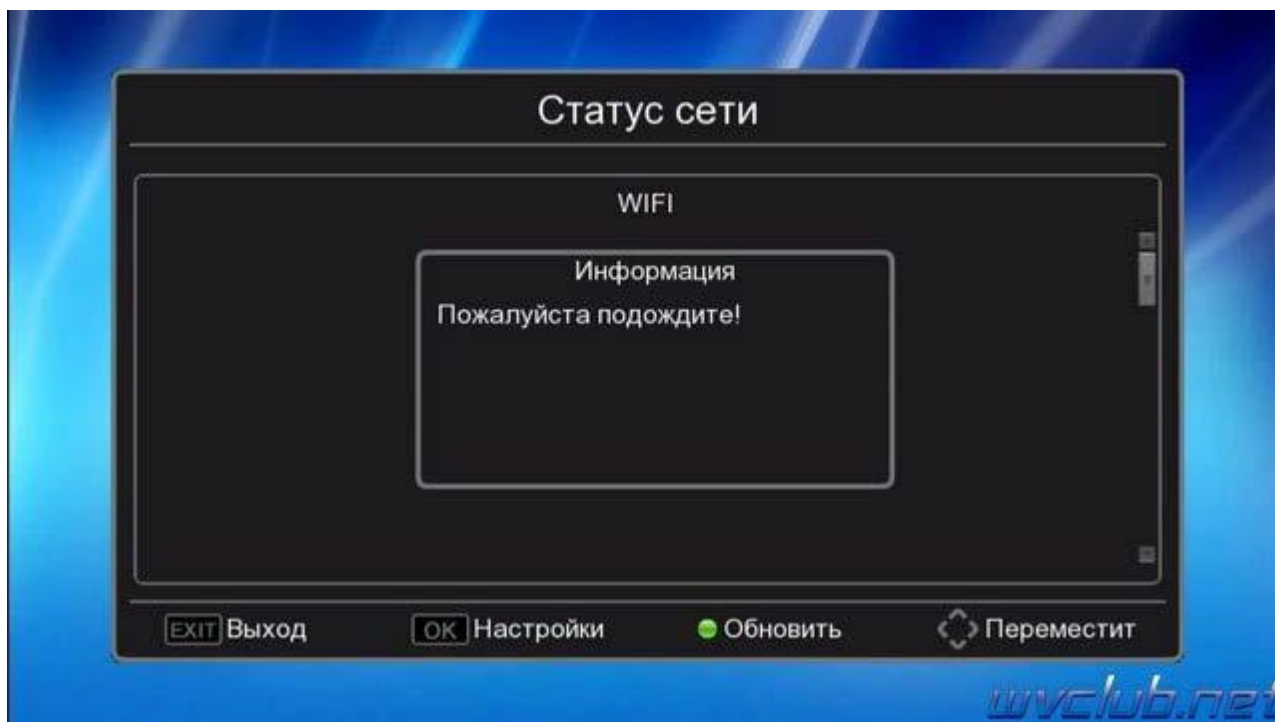 Статус сети
WIFI
Информация
Пожалуйста подождите!
EXIT Выход OK Настройки Обновить Переместит
wvclub.net